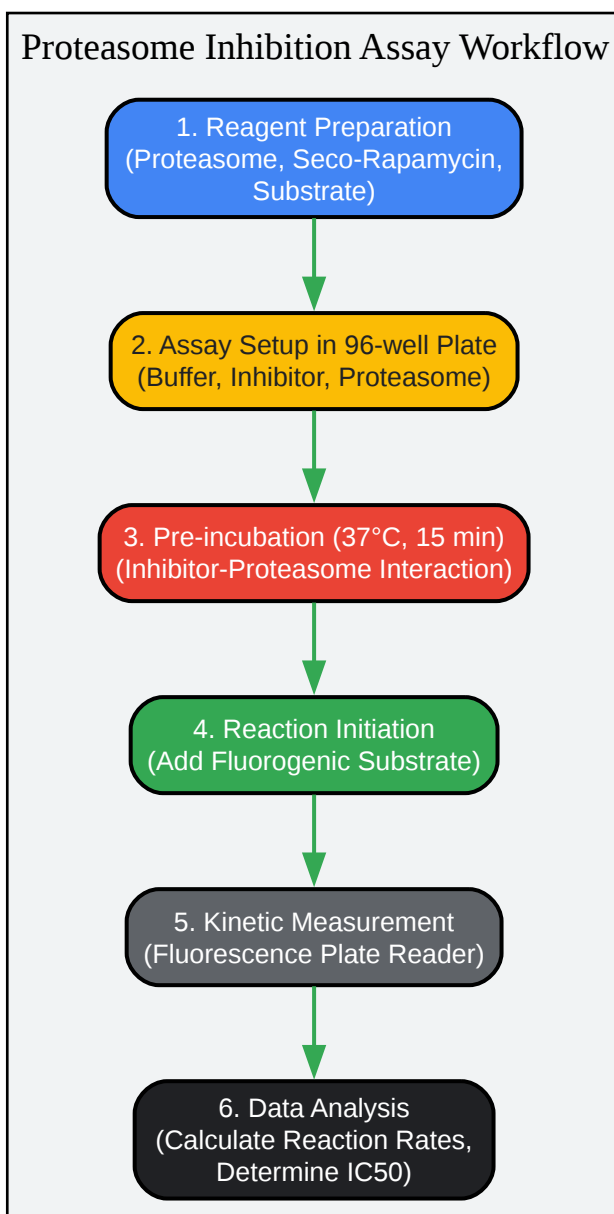 Proteasome Inhibition Assay Workflow
1. Reagent Preparation
(Proteasome, Seco-Rapamycin,
Substrate)
2. Assay Setup in 96-well Plate
(Buffer, Inhibitor, Proteasome)
3. Pre-incubation (37°C, 15 min)
(Inhibitor-Proteasome Interaction)
4. Reaction Initiation
(Add Fluorogenic Substrate)
5. Kinetic Measurement
(Fluorescence Plate Reader)
6. Data Analysis
(Calculate Reaction Rates,
Determine IC50)